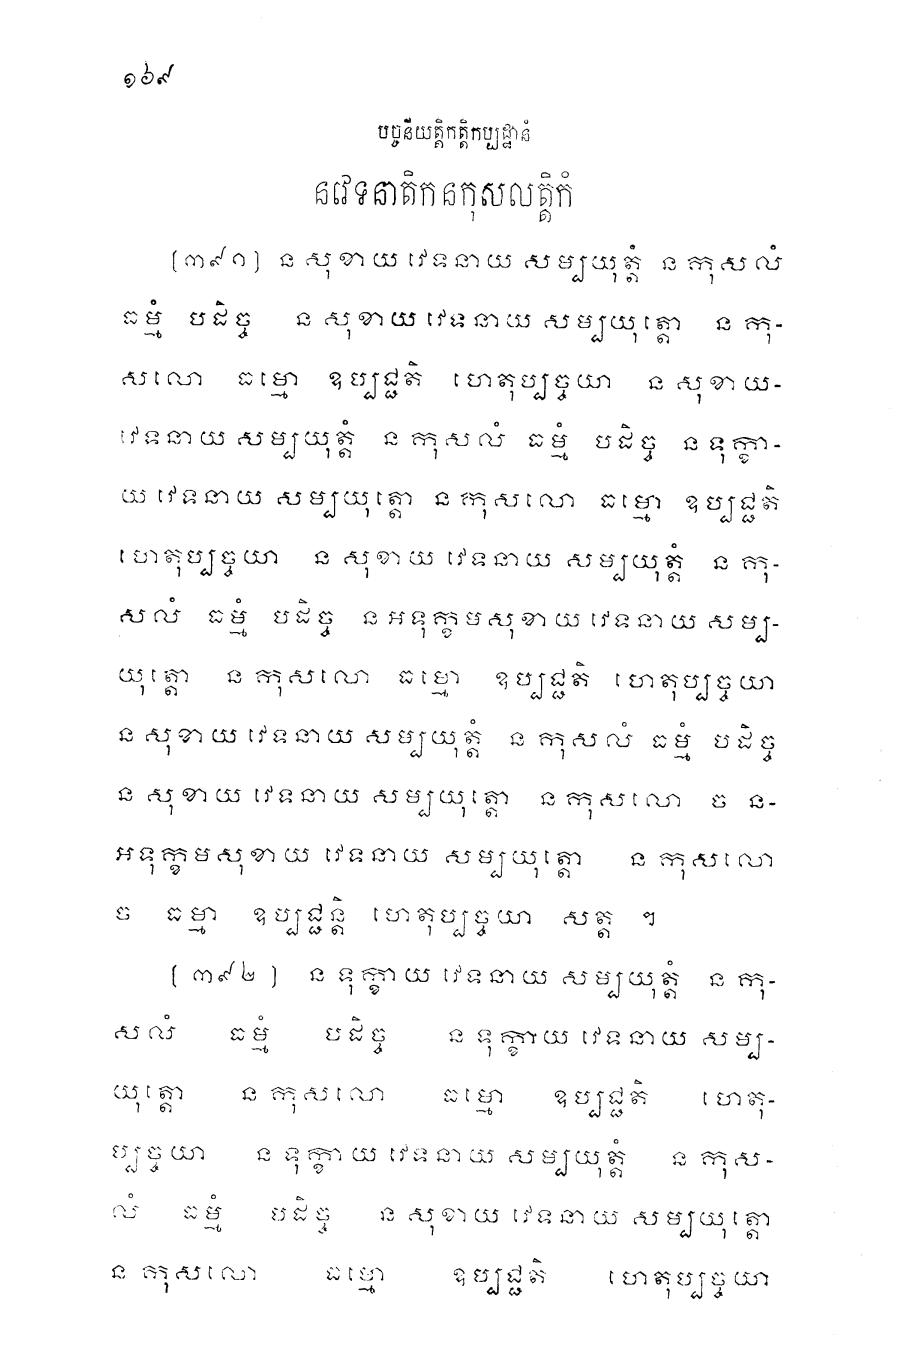 ១៦៩
បច្ចនីយត្តិកត្តិកប្បដ្ឋានំ
នវេទនាតិកនកុសលត្តិកំ
[៣៩១] ន សុខាយ វេទនាយ សម្បយុត្តំ ន កុសលំ
ធម្មំ បដិច្ច ន សុខាយ វេទនាយ សម្បយុត្តោ ន កុ-
សលោ ធម្មោ ឧប្បជ្ជតិ ហេតុប្បច្ចយា ន សុខាយ-
វេទនាយ សម្បយុត្តំ ន កុសលំ ធម្មំ បដិច្ច ន ទុក្ខា-
យ វេទនាយ សម្បយុត្តោ ន កុសលោ ធម្មោ ឧប្បជ្ជតិ
ហេតុប្បច្ចយា ន សុខាយ វេទនាយ សម្បយុត្តំ ន កុ-
សលំ ធម្មំ បដិច្ច ន អទុក្ខមសុខាយ វេទនាយ សម្ប-
យុត្តោ ន កុសលោ ធម្មោ ឧប្បជ្ជតិ ហេតុប្បច្ចយា
ន សុខាយ វេទនាយ សម្បយុត្តំ ន កុសលំ ធម្មំ បដិច្ច
ន សុខាយ វេទនាយ សម្បយុត្តោ ន កុសលោ ច ន-
អទុក្ខមសុខាយ វេទនាយ សម្បយុត្តោ ន កុសលោ
ច ធម្មា ឧប្បជ្ជន្តិ ហេតុប្បច្ចយា សត្ត ។
[៣៩២] ន ទុក្ខាយ វេទនាយ សម្បយុត្តំ ន កុ-
សលំ ធម្មំ បដិច្ច ន ទុក្ខាយ វេទនាយ សម្ប-
យុត្តោ ន កុសលោ ធម្មោ ឧប្បជ្ជតិ ហេតុ-
ប្បច្ចយា ន ទុក្ខាយ វេទនាយ សម្បយុត្តំ ន កុស-
លំ ធម្មំ បដិច្ច ន សុខាយ វេទនាយ សម្បយុត្តោ
ន កុសលោ ធម្មោ ឧប្បជ្ជតិ ហេតុប្បច្ចយា